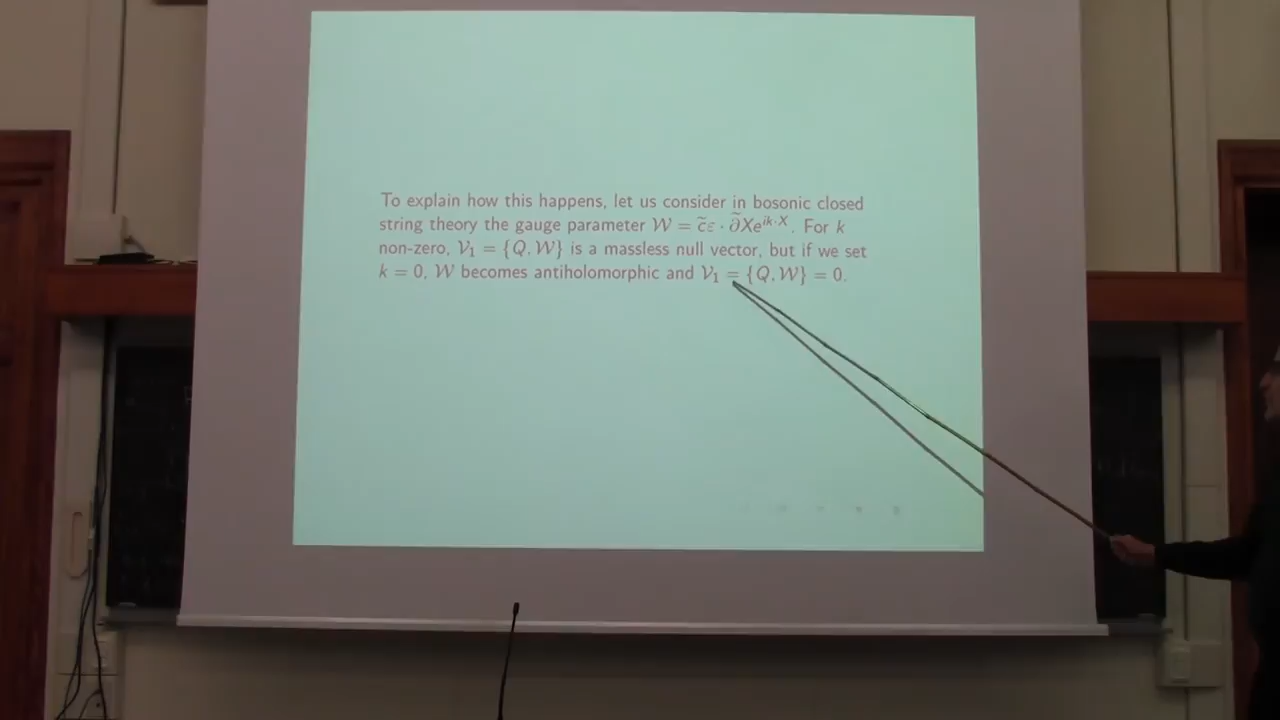 To explain how this happens, let us consider in bosonic closed
string theory the gauge parameter 𝒲 = c̃ε · ∂̃Xe^{ik·X}. For k
non-zero, 𝒱₁ = {Q, 𝒲} is a massless null vector, but if we set
k = 0, 𝒲 becomes antiholomorphic and 𝒱₁ = {Q, 𝒲} = 0.